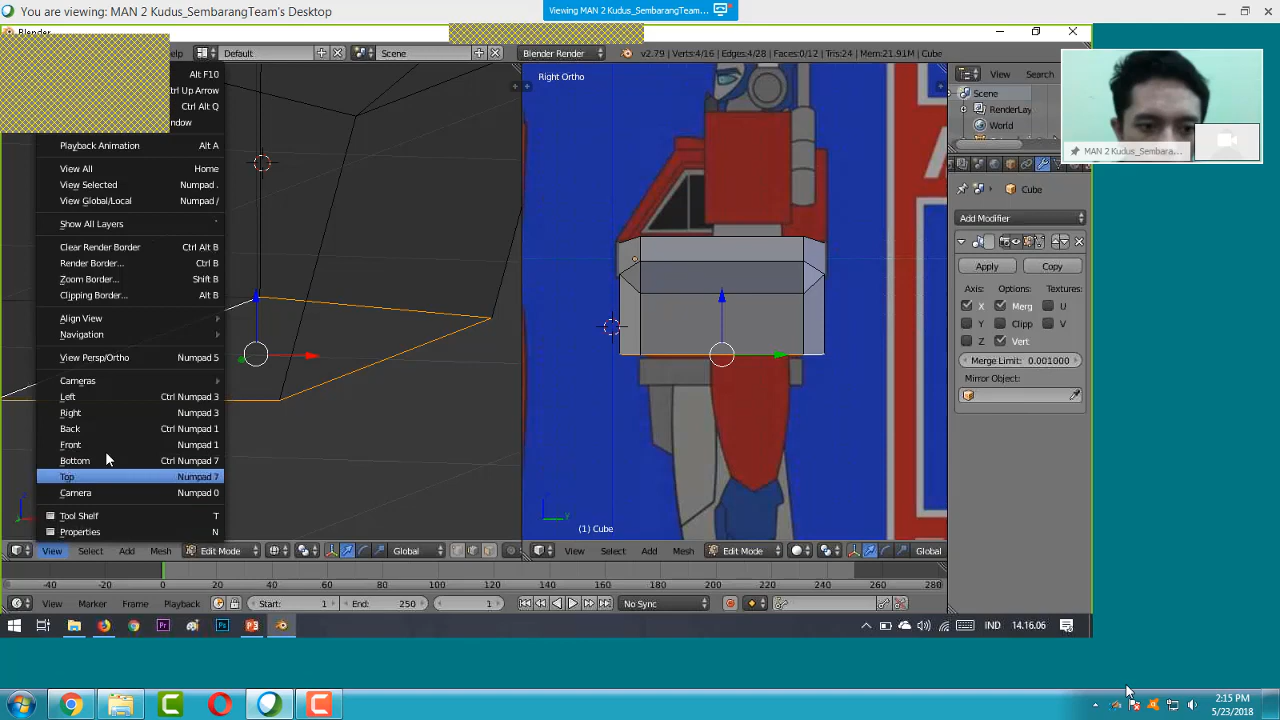 You are viewing: MAN 2 Kudus_SembarangTeam's Desktop
Viewing MAN 2 Kudus_SembarangTeam...
Blender
elp
Default
Scene
Blender Render
v2.79 | Verts:4/16 | Edges:4/28 | Faces:0/12 | Tris:24 | Mem:21.91M | Cube
Alt F10
Ctrl Up Arrow
Ctrl Alt Q
Playback Animation Alt A
View All Home
View Selected Numpad .
View Global/Local Numpad /
Show All Layers `
Clear Render Border Ctrl Alt B
Render Border... Ctrl B
Zoom Border... Shift B
Clipping Border... Alt B
Align View
Navigation
View Persp/Ortho Numpad 5
Cameras
Left Ctrl Numpad 3
Right Numpad 3
Back Ctrl Numpad 1
Front Numpad 1
Bottom Ctrl Numpad 7
Top Numpad 7
Camera Numpad 0
Tool Shelf T
Properties N
Right Ortho
(1) Cube
View Search
Scene
RenderLay
World
MAN 2 Kudus_Sembara...
Cube
Add Modifier
Apply Copy
Axis: Options: Textures:
X Merg U
Y Clipp V
Z Vert
Merge Limit: 0.001000
Mirror Object:
View Select Add Mesh Edit Mode Global
View Select Add Mesh Edit Mode Global
-40 -20 0 20 40 60 80 100 120 140 160 180 200 220 240 260 280
View Marker Frame Playback Start: 1 End: 250 1 No Sync
IND 14.16.06
2:15 PM
5/23/2018